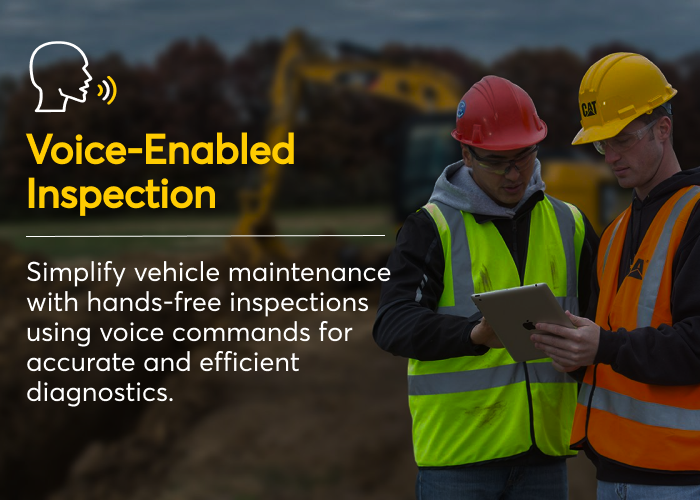 Voice-Enabled
Inspection
Simplify vehicle maintenance
with hands-free inspections
using voice commands for
accurate and efficient
diagnostics.
CAT